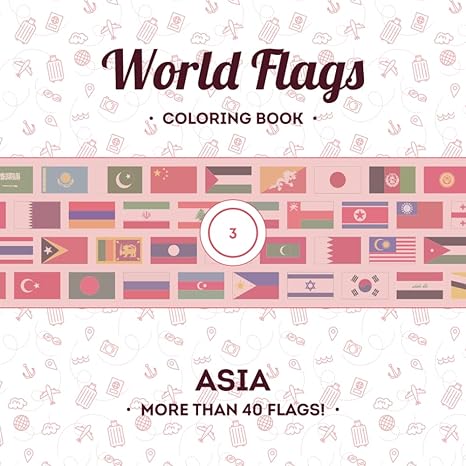 World Flags
• COLORING BOOK •
3
ASIA
• MORE THAN 40 FLAGS! •